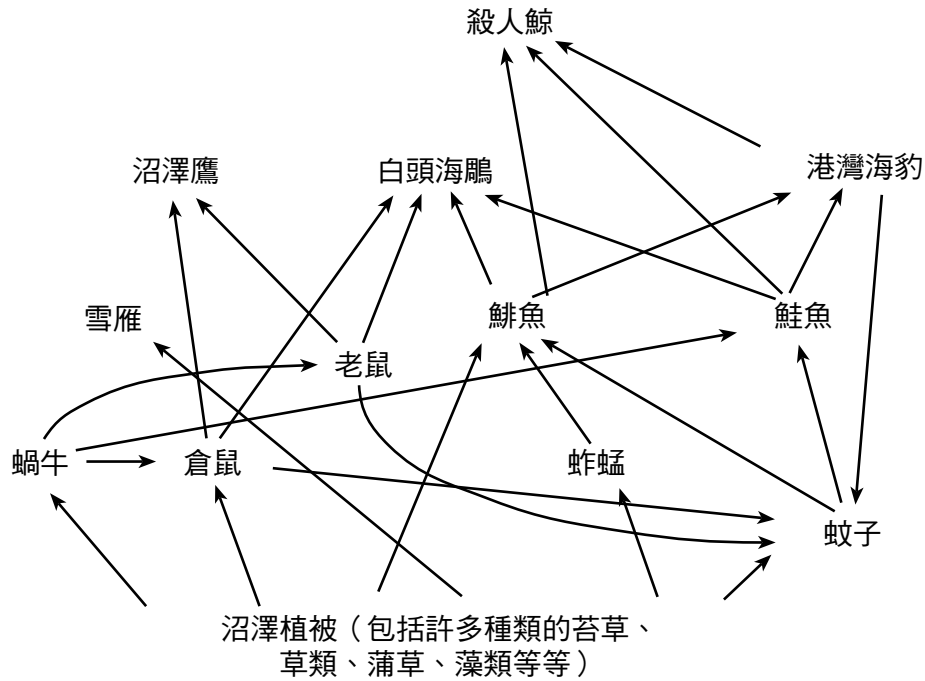 殺人鯨
沼澤鷹
白頭海鵰
港灣海豹
雪雁
鯡魚
鮭魚
老鼠
蝸牛
倉鼠
蚱蜢
蚊子
沼澤植被(包括許多種類的苔草、
草類、蒲草、藻類等等)